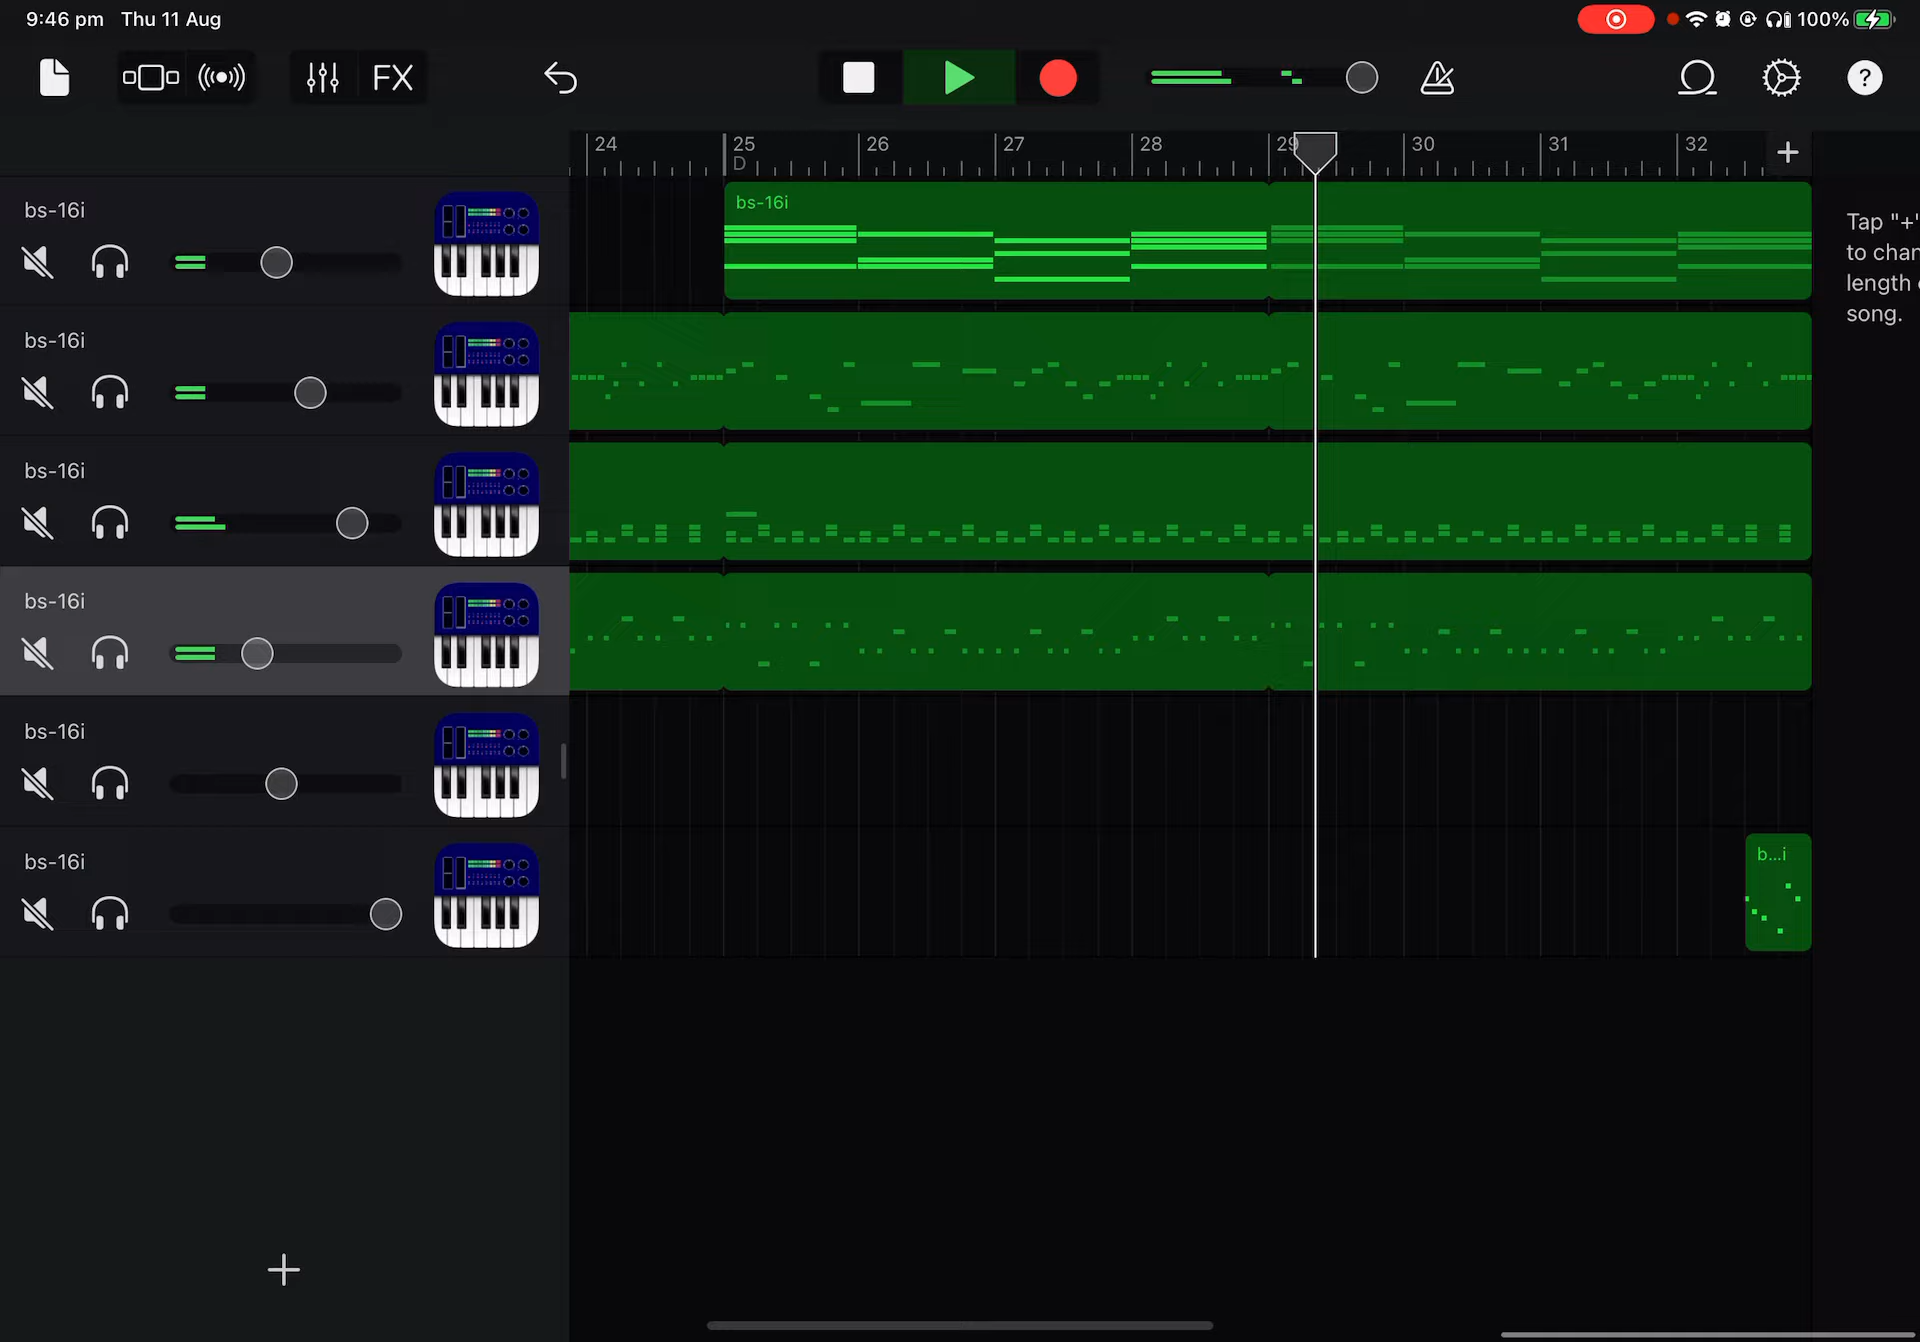 9:46 pm Thu 11 Aug
100%
FX
?
24 25 26 27 28 29 30 31 32 +
D
bs-16i
bs-16i
Tap "+"
to chan
length
song.
bs-16i
bs-16i
bs-16i
bs-16i
bs-16i
b...i
+